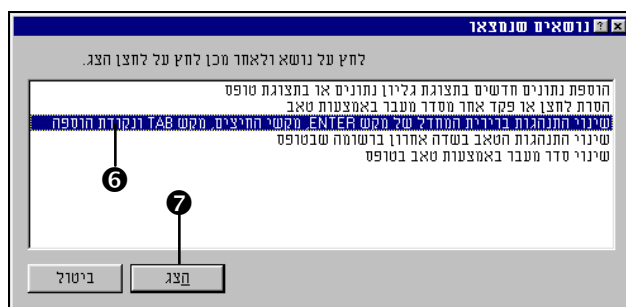 נושאים שנמצאו
לחץ על נושא ולאחר מכן לחץ על לחצן הצג.
הוספת נתונים חדשים בתצוגת גליון נתונים או בתצוגת טופס
הסרת לחצן או פקד אחר מסדר מעבר באמצעות טאב
שינוי התנהגות ברירית המחדל של מקש ENTER, מקשי החיצים, מקש TAB ונקודת הוספה
שינוי התנהגות הטאב בשדה אחרון ברשומה שבטופס
שינוי סדר מעבר באמצעות טאב בטופס
6
7
הצג
ביטול